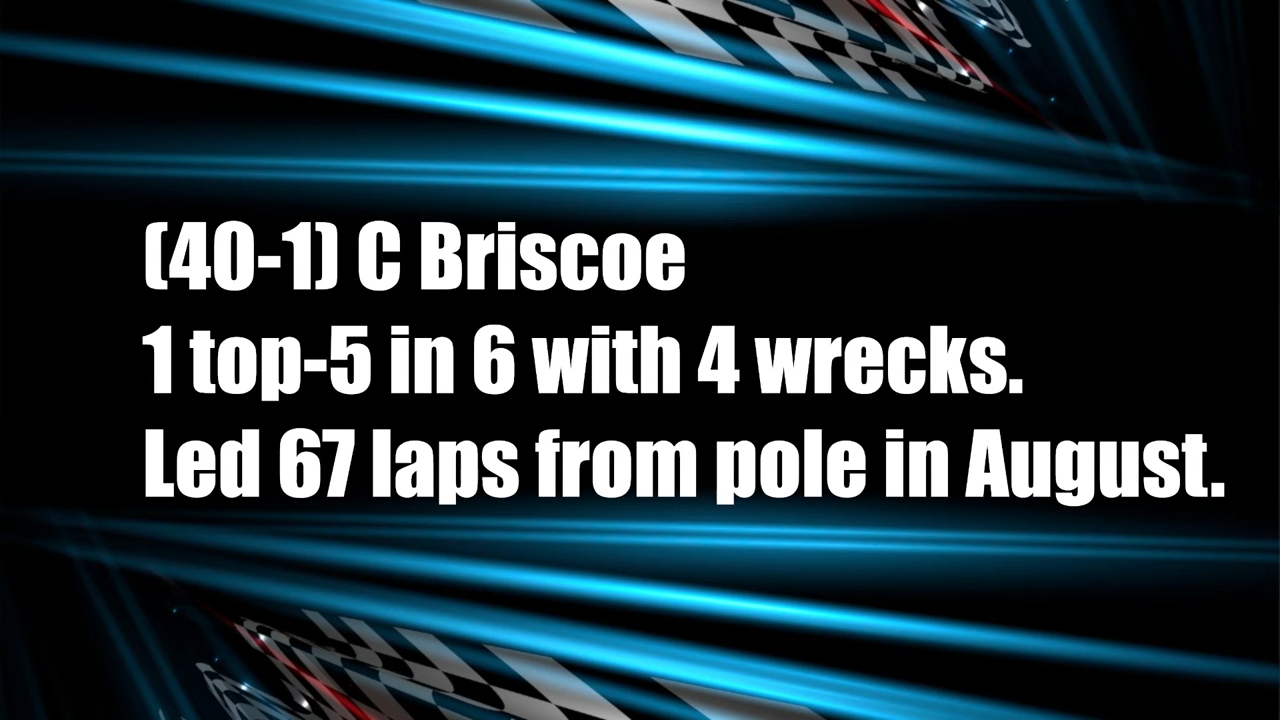 (40-1) C Briscoe
1 top-5 in 6 with 4 wrecks.
Led 67 laps from pole in August.